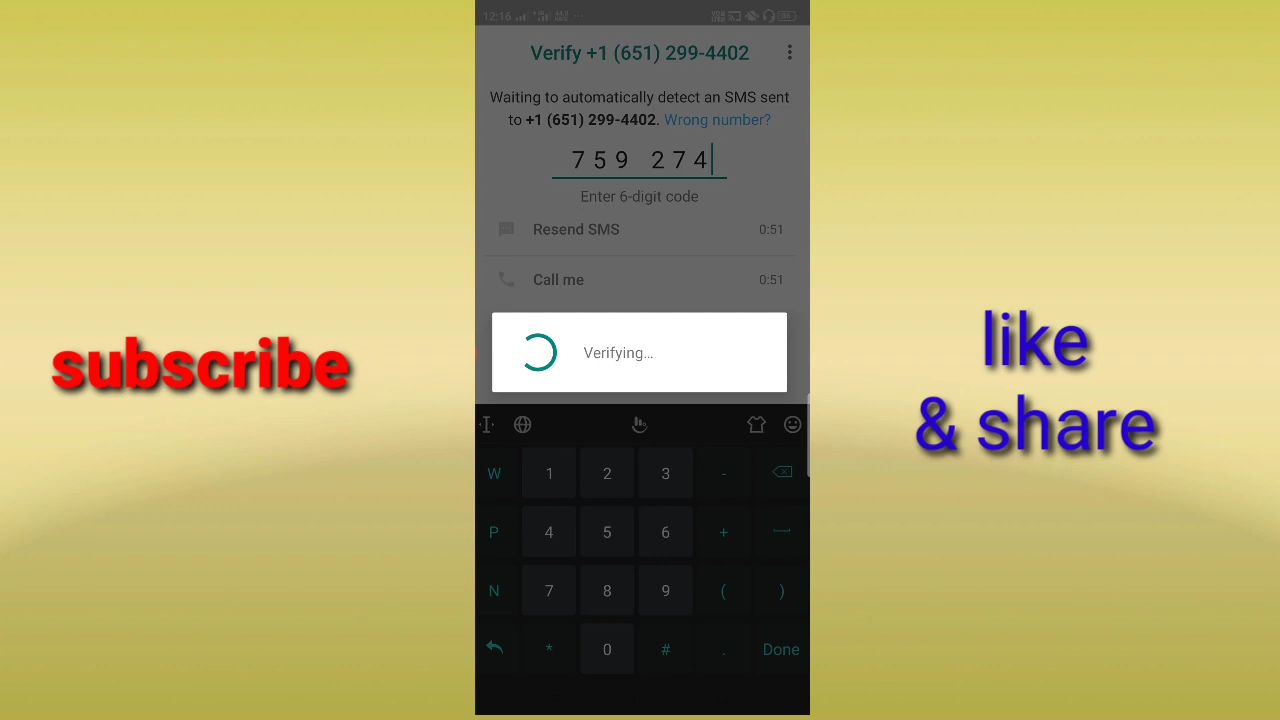 12:16
Verify +1 (651) 299-4402
Waiting to automatically detect an SMS sent
to +1 (651) 299-4402. Wrong number?
759 274
Enter 6-digit code
Resend SMS 0:51
Call me 0:51
Verifying...
subscribe
like
& share
W 1 2 3 -
P 4 5 6 +
N 7 8 9 ( )
* 0 # . Done